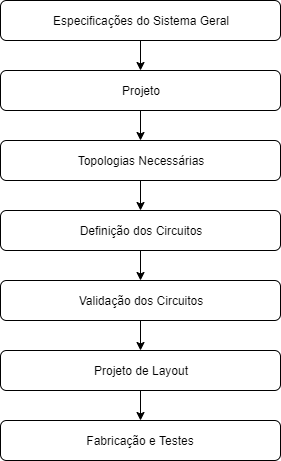 Especificações do Sistema Geral
Projeto
Topologias Necessárias
Definição dos Circuitos
Validação dos Circuitos
Projeto de Layout
Fabricação e Testes